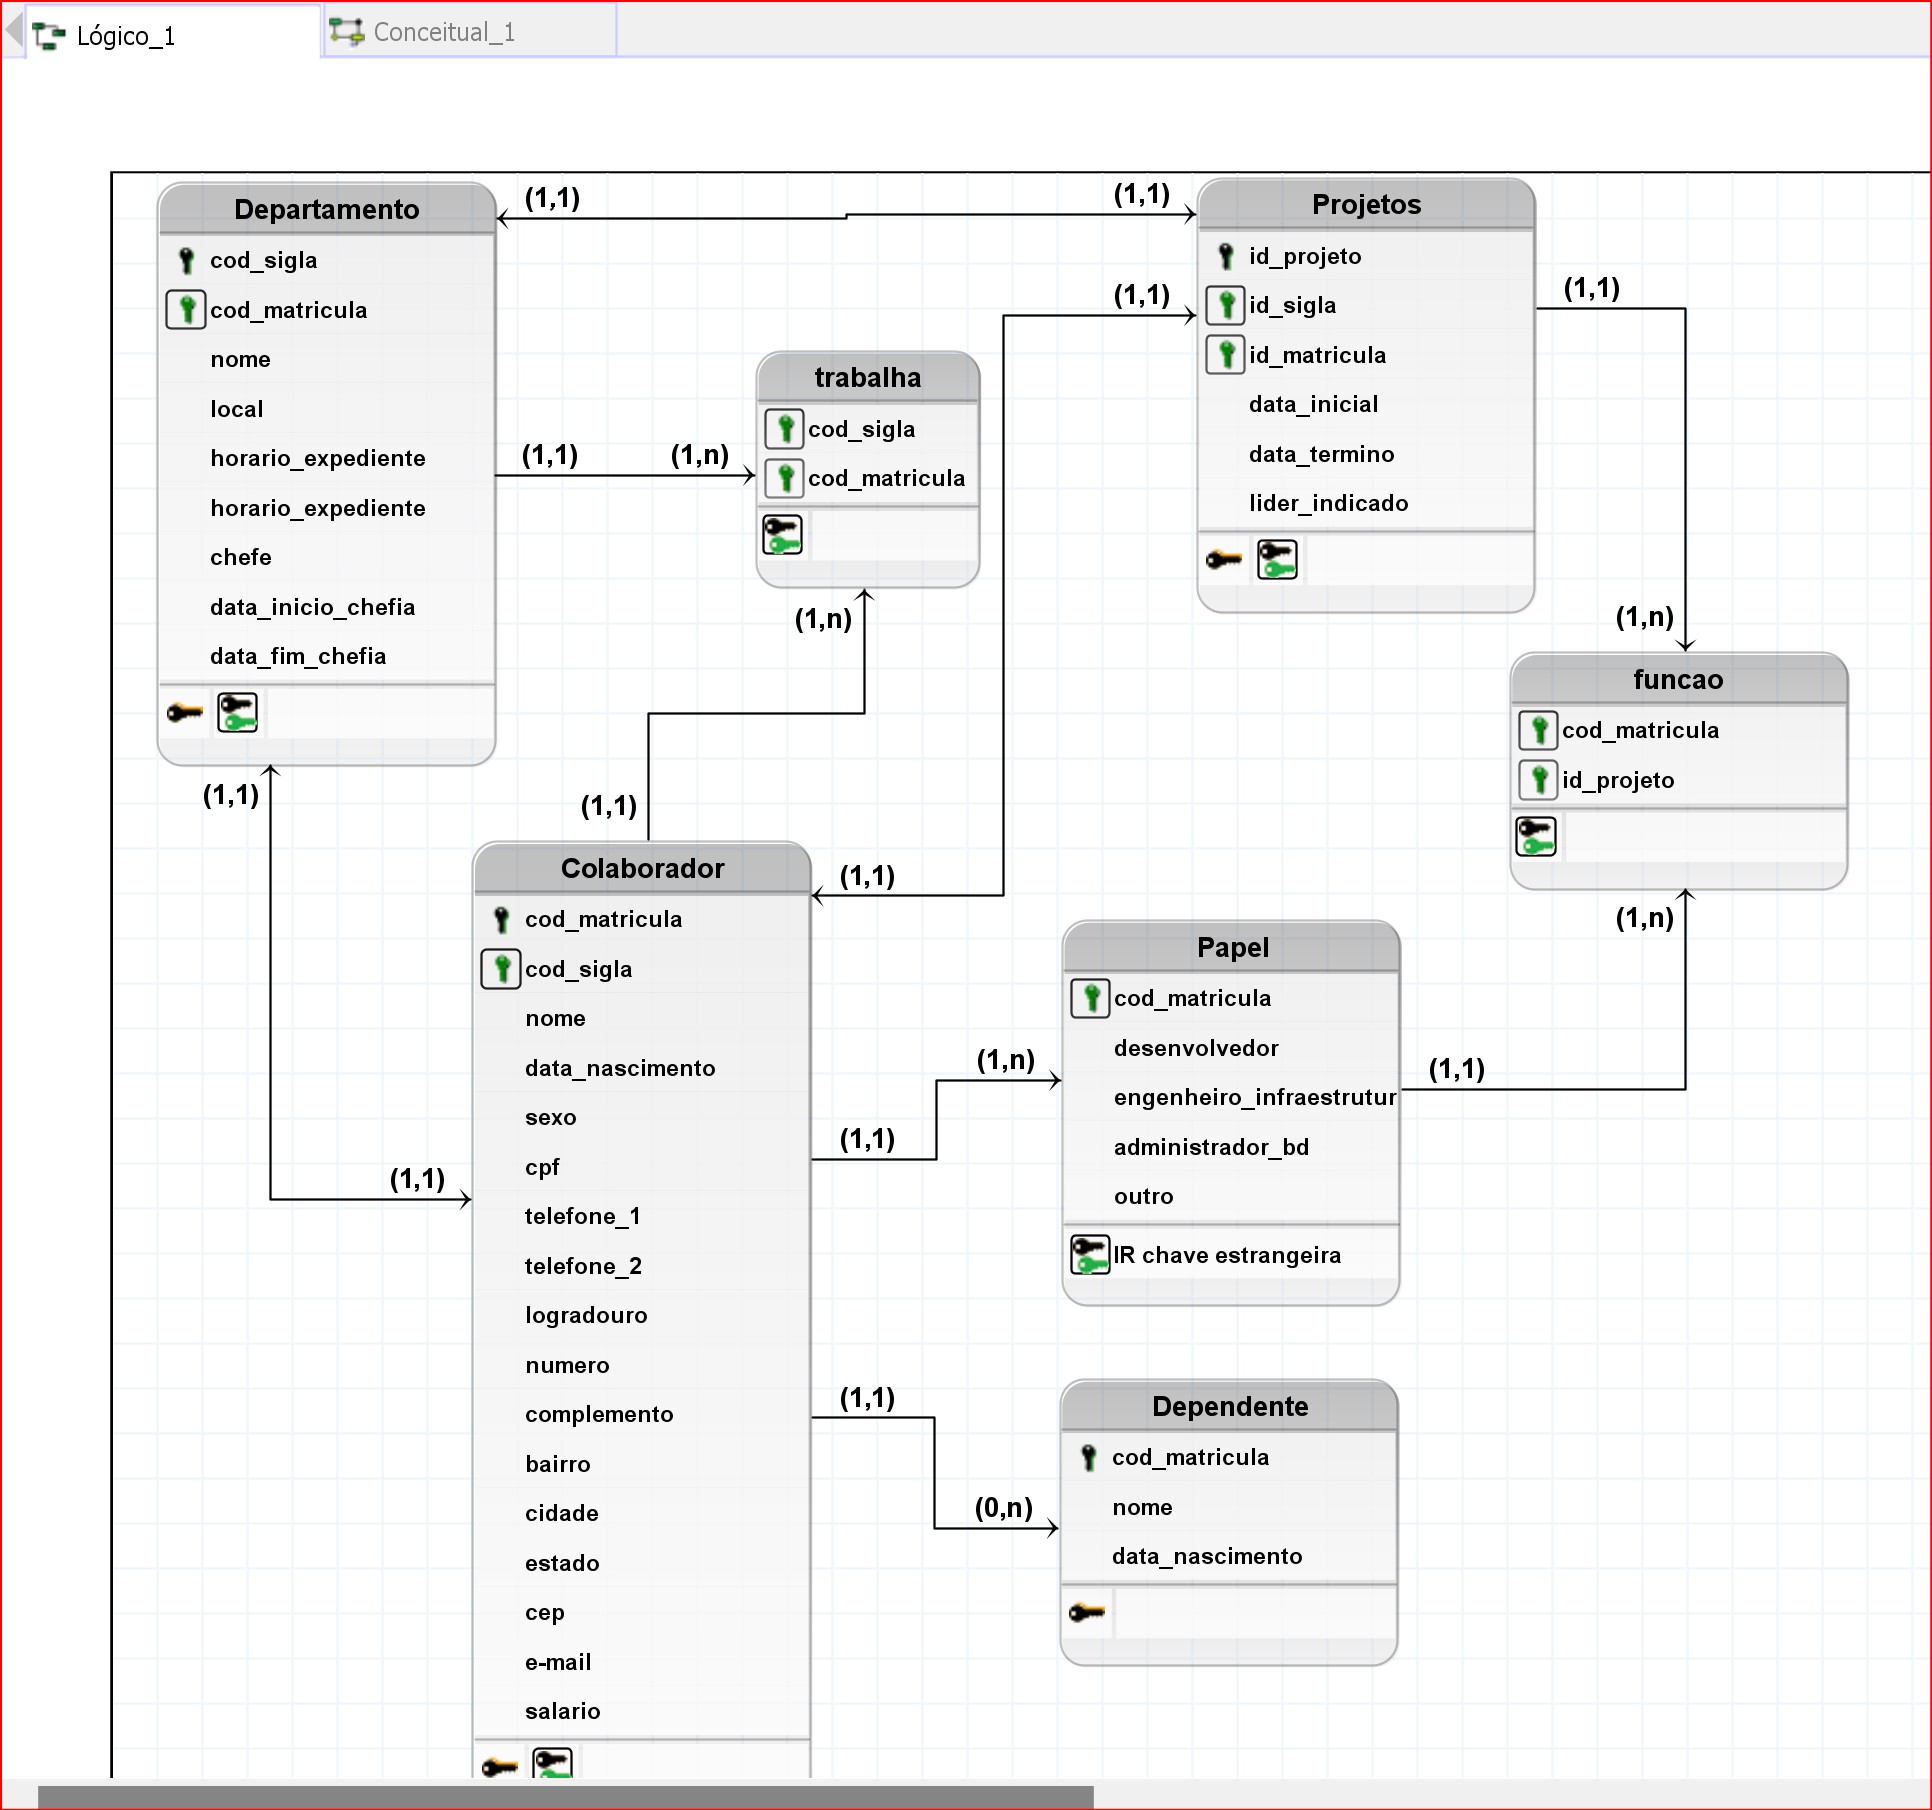 Lógico_1
Conceitual_1
Departamento
cod_sigla
cod_matricula
nome
local
horario_expediente
horario_expediente
chefe
data_inicio_chefia
data_fim_chefia
(1,1)
(1,1)
Projetos
id_projeto
id_sigla
id_matricula
data_inicial
data_termino
lider_indicado
(1,1)
(1,1)
trabalha
cod_sigla
cod_matricula
(1,1)
(1,n)
(1,n)
(1,n)
funcao
cod_matricula
id_projeto
(1,1)
(1,1)
(1,1)
(1,n)
Colaborador
cod_matricula
cod_sigla
nome
data_nascimento
sexo
cpf
telefone_1
telefone_2
logradouro
numero
complemento
bairro
cidade
estado
cep
e-mail
salario
(1,1)
(1,n)
(1,1)
(1,1)
Papel
cod_matricula
desenvolvedor
engenheiro_infraestrutur
administrador_bd
outro
IR chave estrangeira
(1,1)
(1,1)
(0,n)
Dependente
cod_matricula
nome
data_nascimento